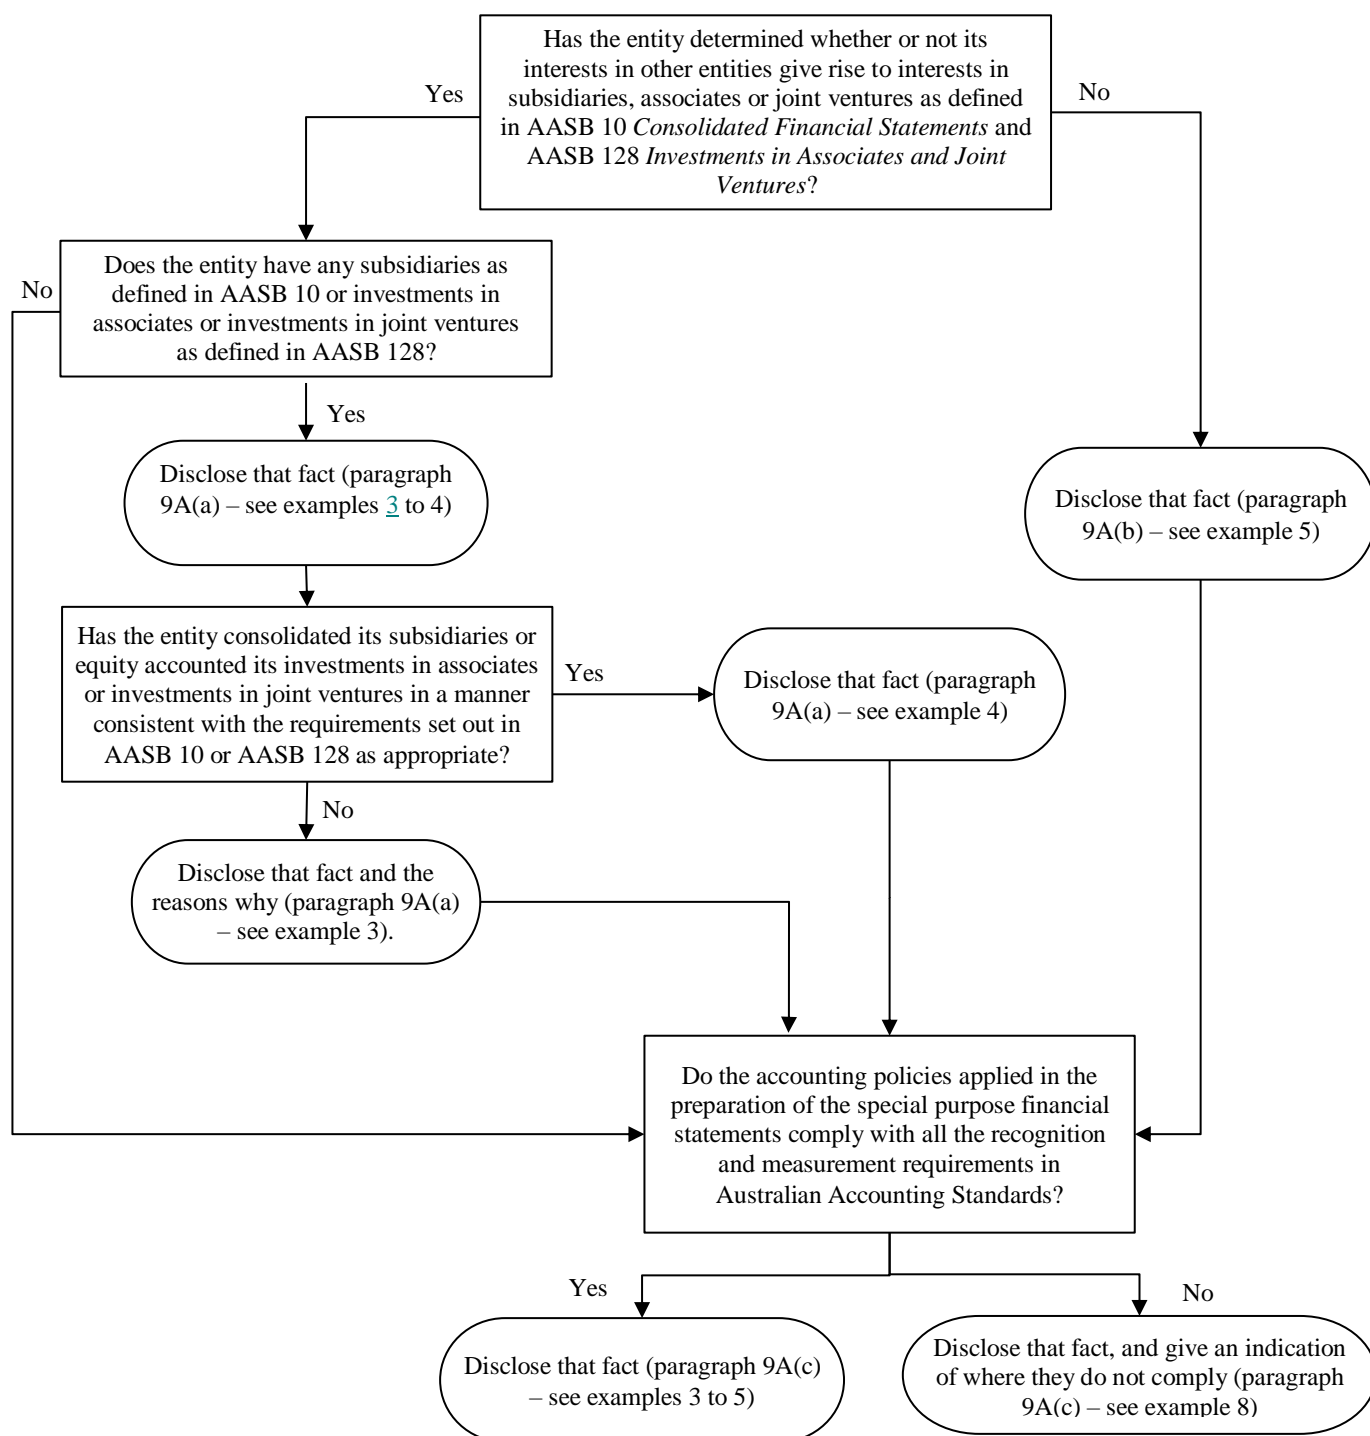 Has the entity determined whether or not its
interests in other entities give rise to interests in
subsidiaries, associates or joint ventures as defined
in AASB 10 Consolidated Financial Statements and
AASB 128 Investments in Associates and Joint
Ventures?
Yes
No
Does the entity have any subsidiaries as
defined in AASB 10 or investments in
associates or investments in joint ventures
as defined in AASB 128?
No
Yes
Disclose that fact (paragraph
9A(a) – see examples 3 to 4)
Disclose that fact (paragraph
9A(b) – see example 5)
Has the entity consolidated its subsidiaries or
equity accounted its investments in associates
or investments in joint ventures in a manner
consistent with the requirements set out in
AASB 10 or AASB 128 as appropriate?
Yes
Disclose that fact (paragraph
9A(a) – see example 4)
No
Disclose that fact and the
reasons why (paragraph 9A(a)
– see example 3).
Do the accounting policies applied in the
preparation of the special purpose financial
statements comply with all the recognition
and measurement requirements in
Australian Accounting Standards?
Yes
No
Disclose that fact (paragraph 9A(c)
– see examples 3 to 5)
Disclose that fact, and give an indication
of where they do not comply (paragraph
9A(c) – see example 8)